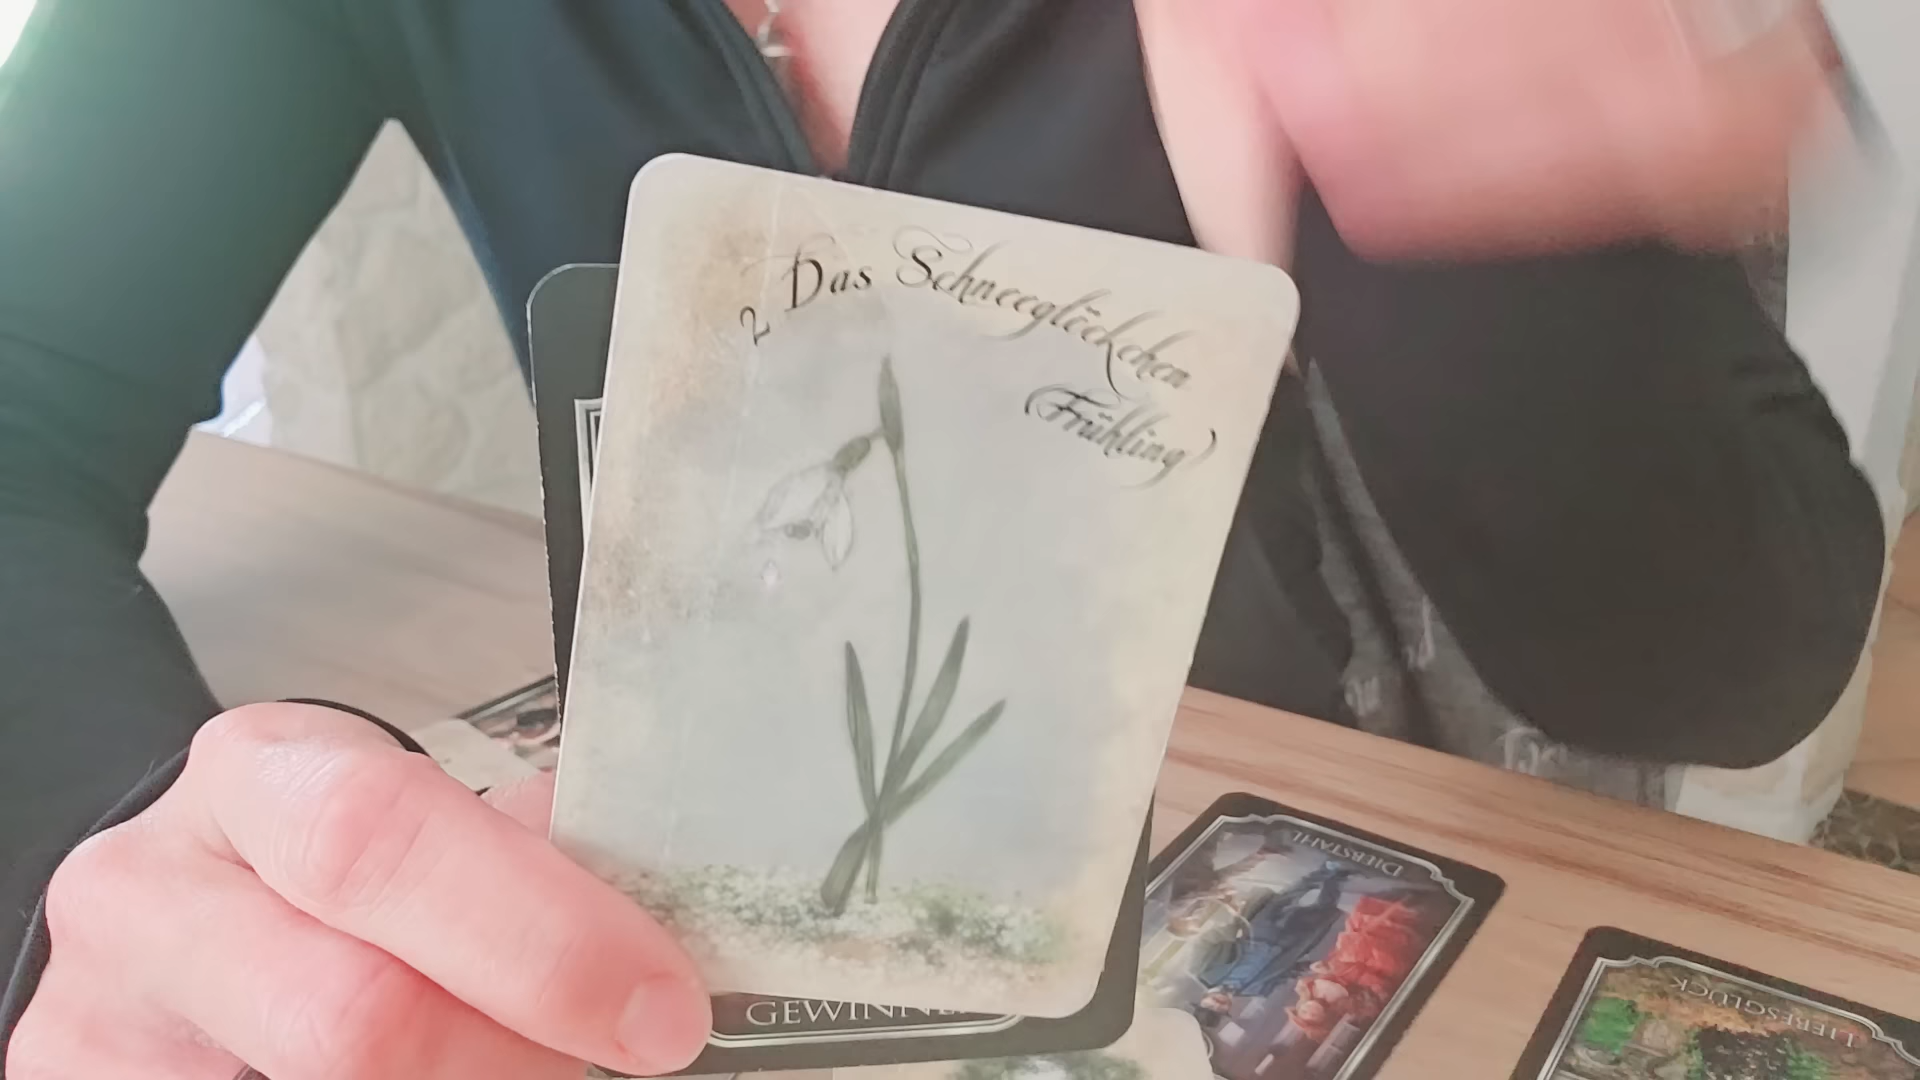 2 Das Schneeglöckchen
(Frühling)
GEWINNE
DIEBSTAHL
LIEBESGLÜCK